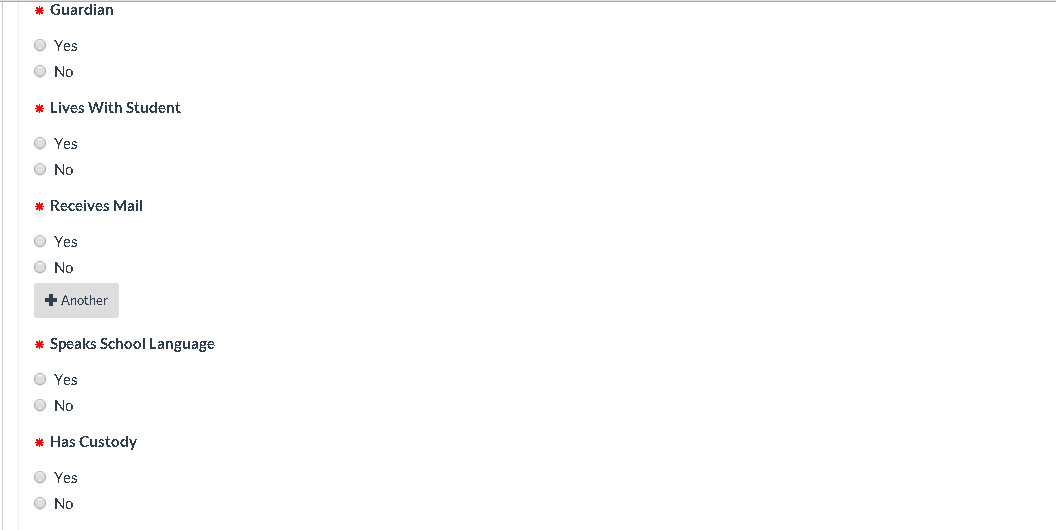 * Guardian
Yes
No
* Lives With Student
Yes
No
* Receives Mail
Yes
No
+ Another
* Speaks School Language
Yes
No
* Has Custody
Yes
No